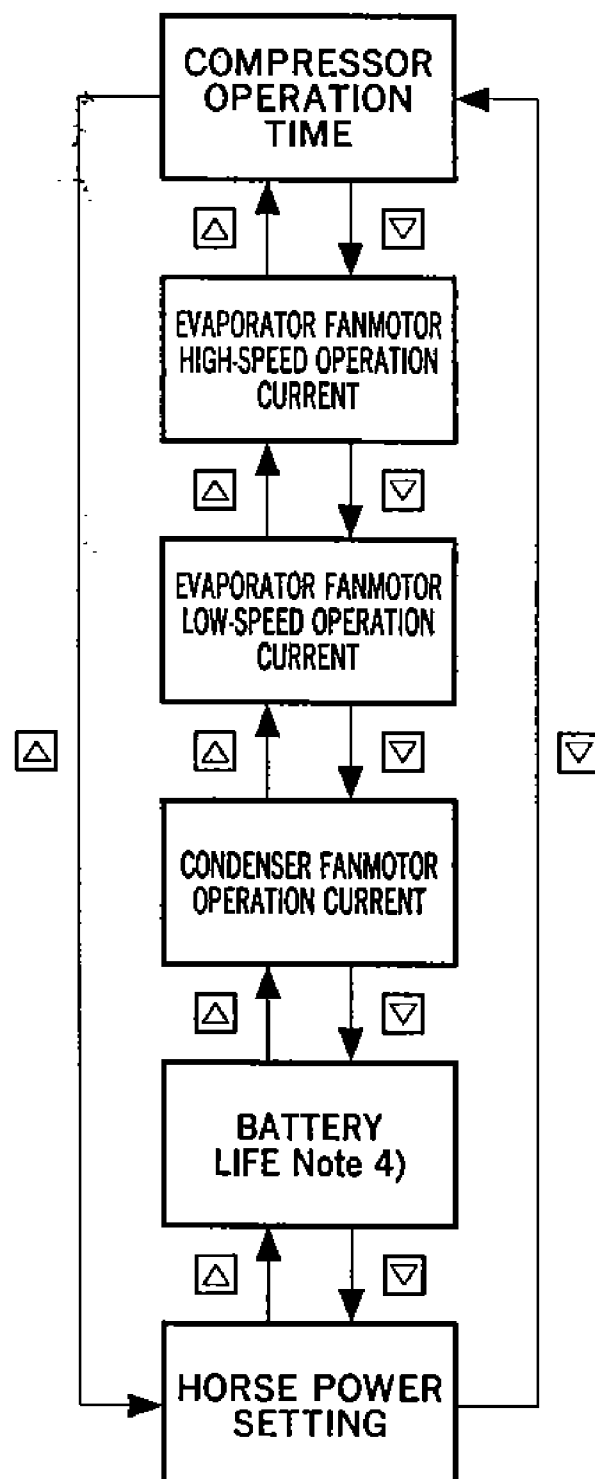 COMPRESSOR
OPERATION
TIME
EVAPORATOR FANMOTOR
HIGH-SPEED OPERATION
CURRENT
EVAPORATOR FANMOTOR
LOW-SPEED OPERATION
CURRENT
CONDENSER FANMOTOR
OPERATION CURRENT
BATTERY
LIFE Note 4)
HORSE POWER
SETTING